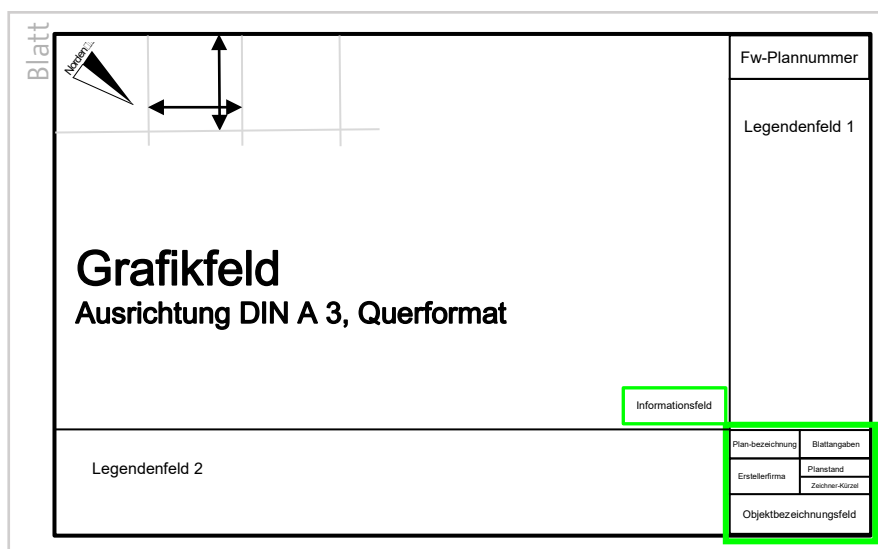 Blatt
Norden
Fw-Plannummer
Legendenfeld 1
Grafikfeld
Ausrichtung DIN A 3, Querformat
Informationsfeld
Legendenfeld 2
Plan-bezeichnung
Blattangaben
Erstellerfirma
Planstand
Zeichner-Kürzel
Objektbezeichnungsfeld